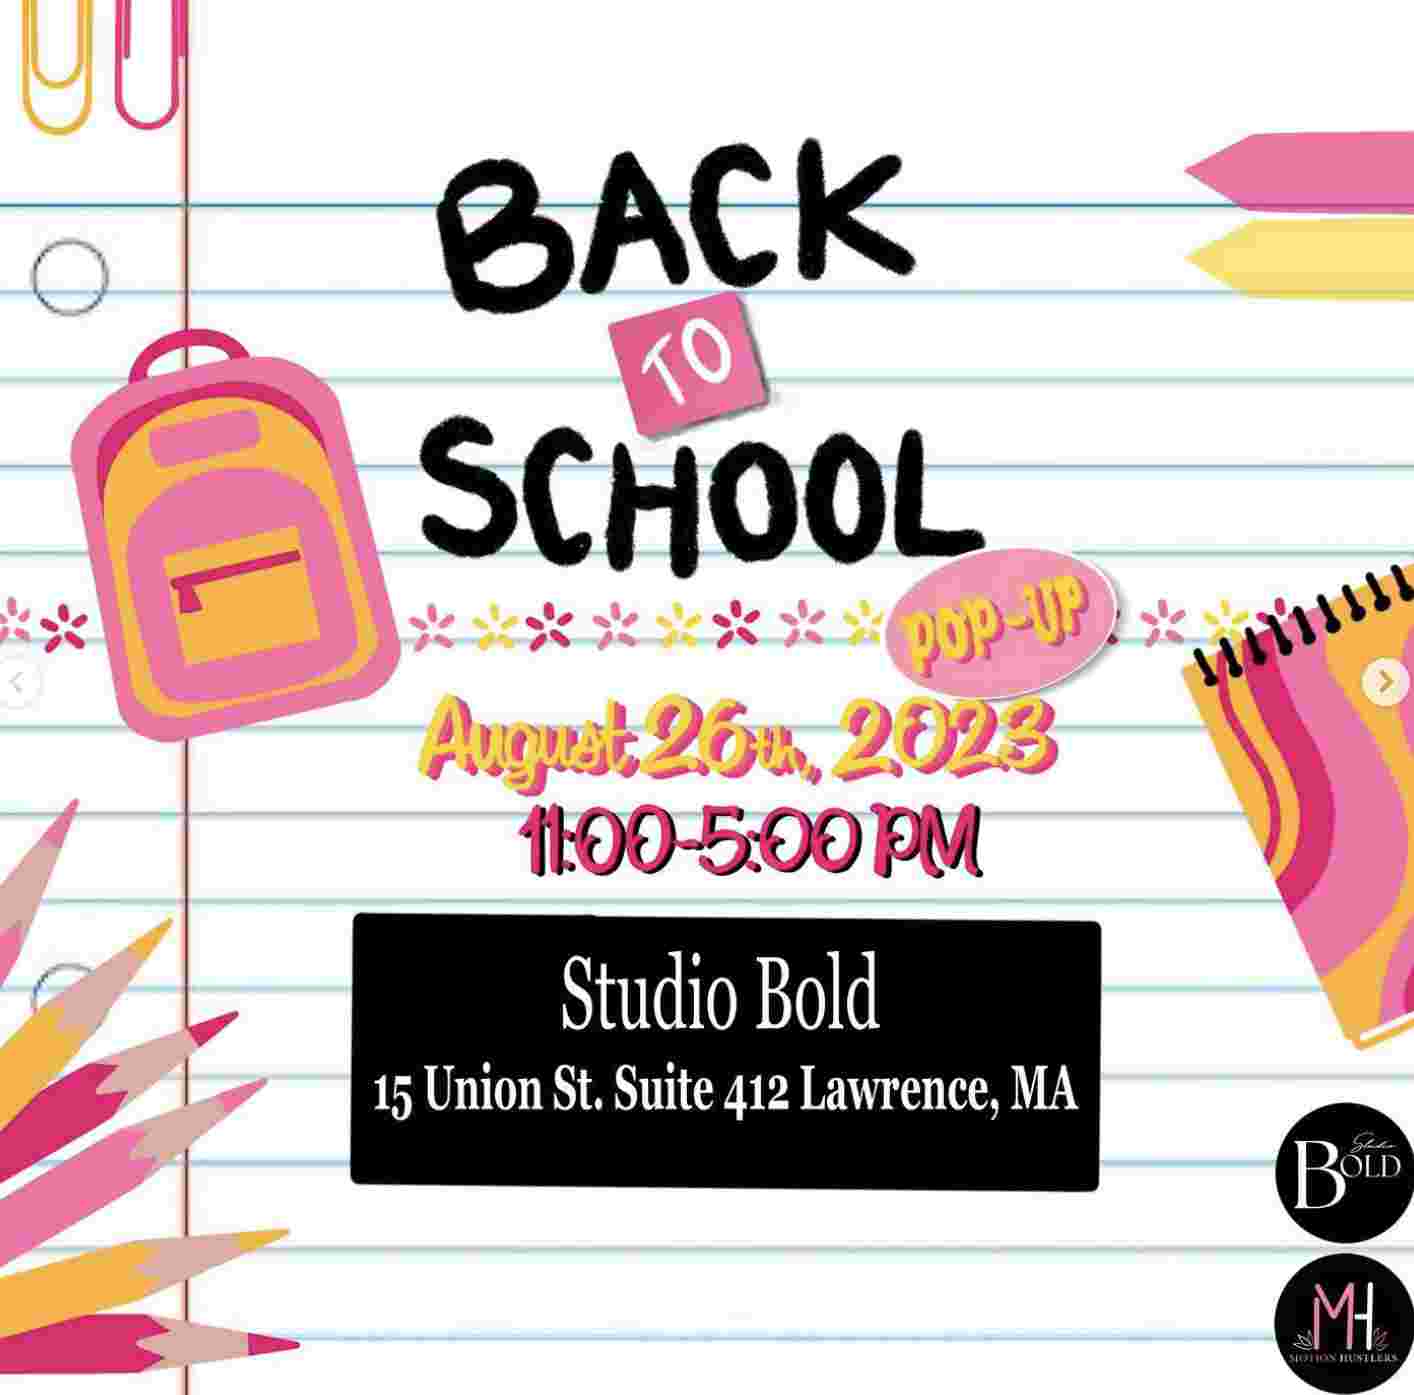 BACK
TO
SCHOOL
POP-UP
August 26th, 2023
11:00-5:00 PM
Studio Bold
15 Union St. Suite 412 Lawrence, MA
Studio
BOLD
MH
MOTION HUSTLERS